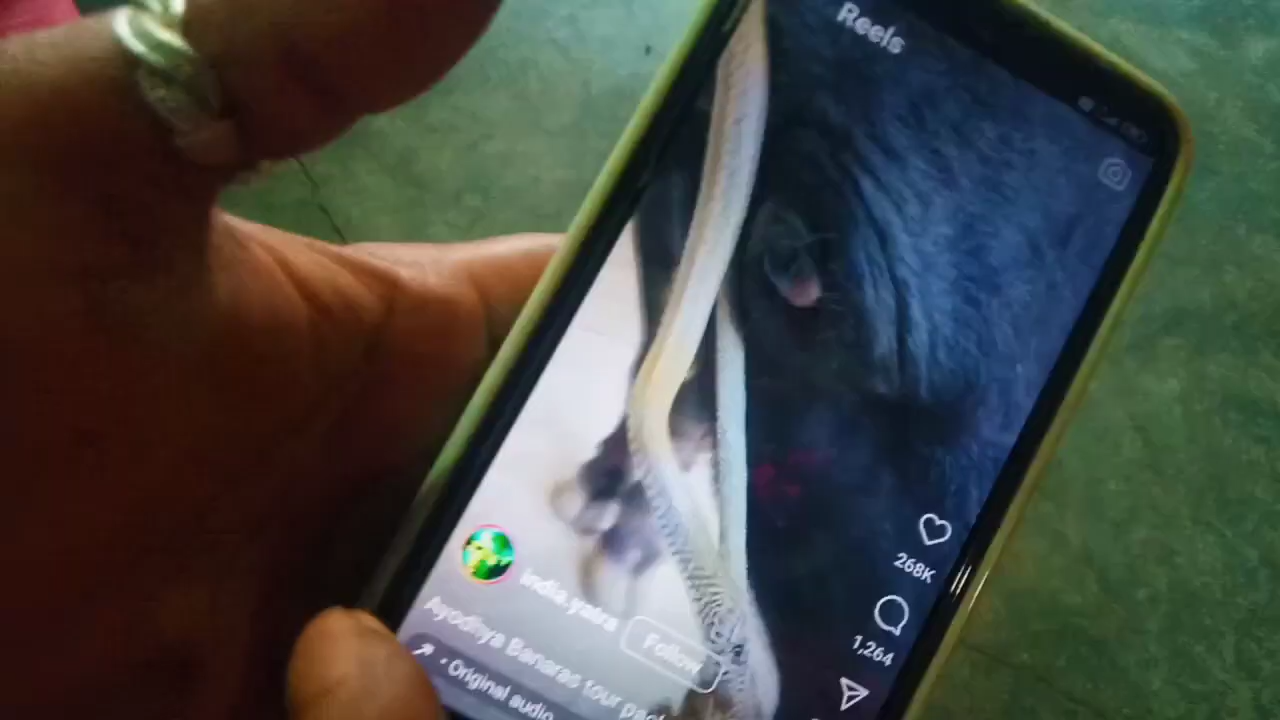 Reels
268K
1,264
india.yatra
Follow
Ayodhya Banaras tour pac
• Original audio